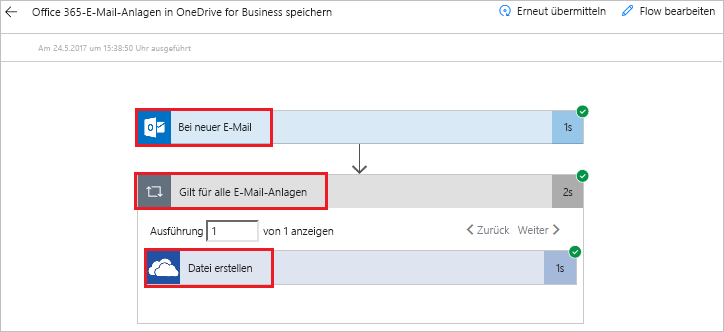 Office 365-E-Mail-Anlagen in OneDrive for Business speichern
Erneut übermitteln
Flow bearbeiten
Am 24.5.2017 um 15:38:50 Uhr ausgeführt
Bei neuer E-Mail
1s
Gilt für alle E-Mail-Anlagen
2s
Ausführung 1 von 1 anzeigen
Zurück Weiter
Datei erstellen
1s